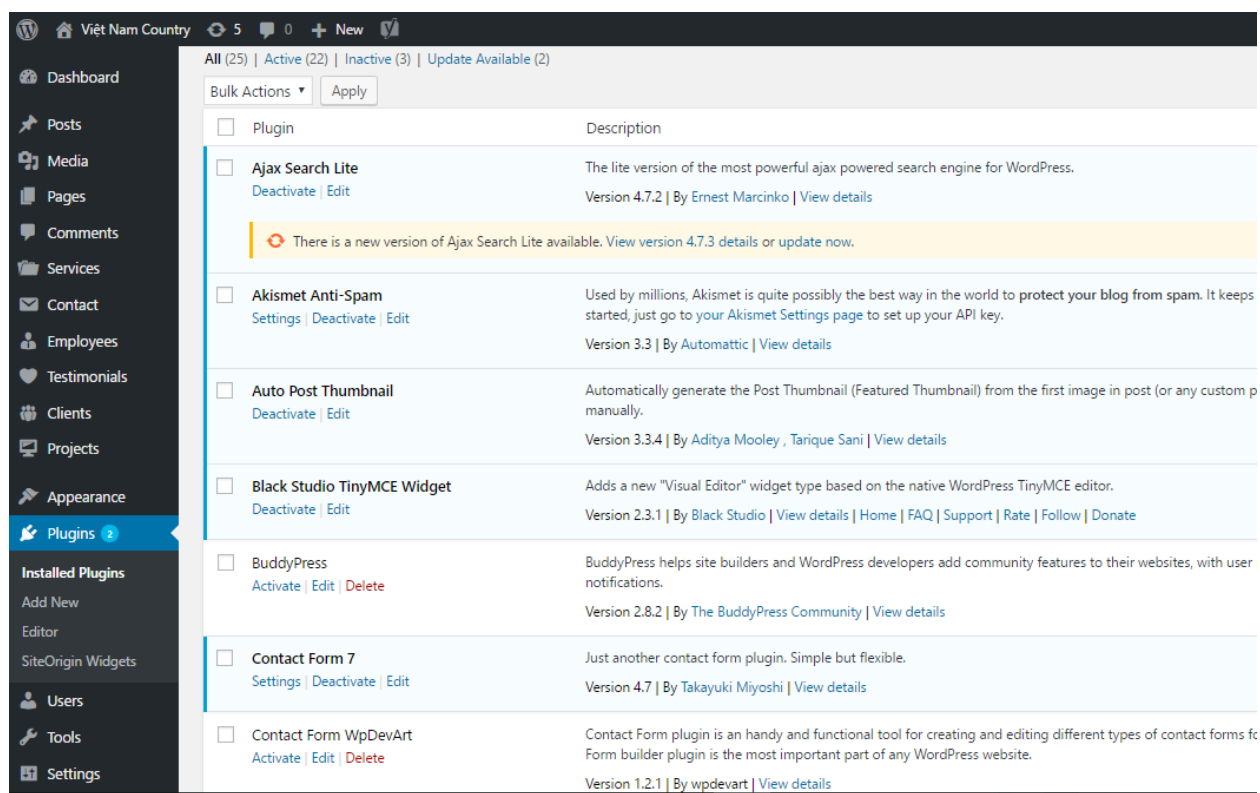 Việt Nam Country 5 0 + New
Dashboard
Posts
Media
Pages
Comments
Services
Contact
Employees
Testimonials
Clients
Projects
Appearance
Plugins 2
Installed Plugins
Add New
Editor
SiteOrigin Widgets
Users
Tools
Settings
All (25) | Active (22) | Inactive (3) | Update Available (2)
Bulk Actions Apply
Plugin Description
Ajax Search Lite
Deactivate | Edit
The lite version of the most powerful ajax powered search engine for WordPress.
Version 4.7.2 | By Ernest Marcinko | View details
There is a new version of Ajax Search Lite available. View version 4.7.3 details or update now.
Akismet Anti-Spam
Settings | Deactivate | Edit
Used by millions, Akismet is quite possibly the best way in the world to protect your blog from spam. It keeps
started, just go to your Akismet Settings page to set up your API key.
Version 3.3 | By Automattic | View details
Auto Post Thumbnail
Deactivate | Edit
Automatically generate the Post Thumbnail (Featured Thumbnail) from the first image in post (or any custom p
manually.
Version 3.3.4 | By Aditya Mooley , Tarique Sani | View details
Black Studio TinyMCE Widget
Deactivate | Edit
Adds a new "Visual Editor" widget type based on the native WordPress TinyMCE editor.
Version 2.3.1 | By Black Studio | View details | Home | FAQ | Support | Rate | Follow | Donate
BuddyPress
Activate | Edit | Delete
BuddyPress helps site builders and WordPress developers add community features to their websites, with user
notifications.
Version 2.8.2 | By The BuddyPress Community | View details
Contact Form 7
Settings | Deactivate | Edit
Just another contact form plugin. Simple but flexible.
Version 4.7 | By Takayuki Miyoshi | View details
Contact Form WpDevArt
Activate | Edit | Delete
Contact Form plugin is an handy and functional tool for creating and editing different types of contact forms fo
Form builder plugin is the most important part of any WordPress website.
Version 1.2.1 | By wpdevart | View details